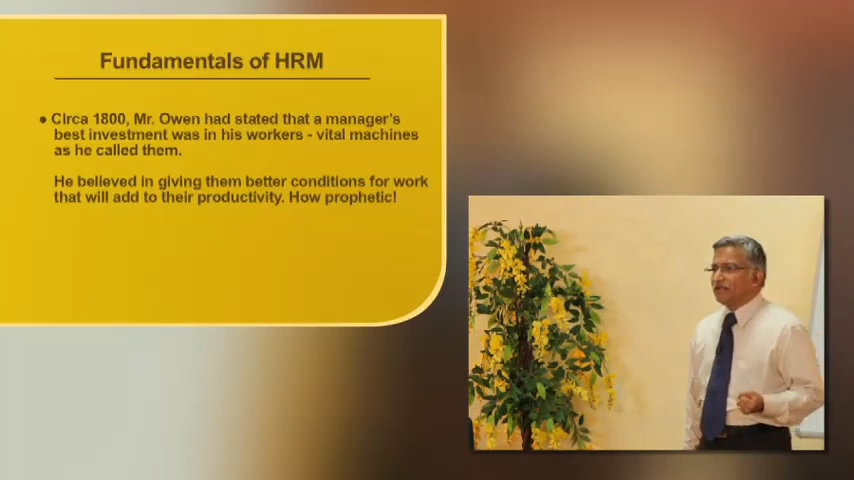 Fundamentals of HRM
● Circa 1800, Mr. Owen had stated that a manager's
best investment was in his workers - vital machines
as he called them.
He believed in giving them better conditions for work
that will add to their productivity. How prophetic!